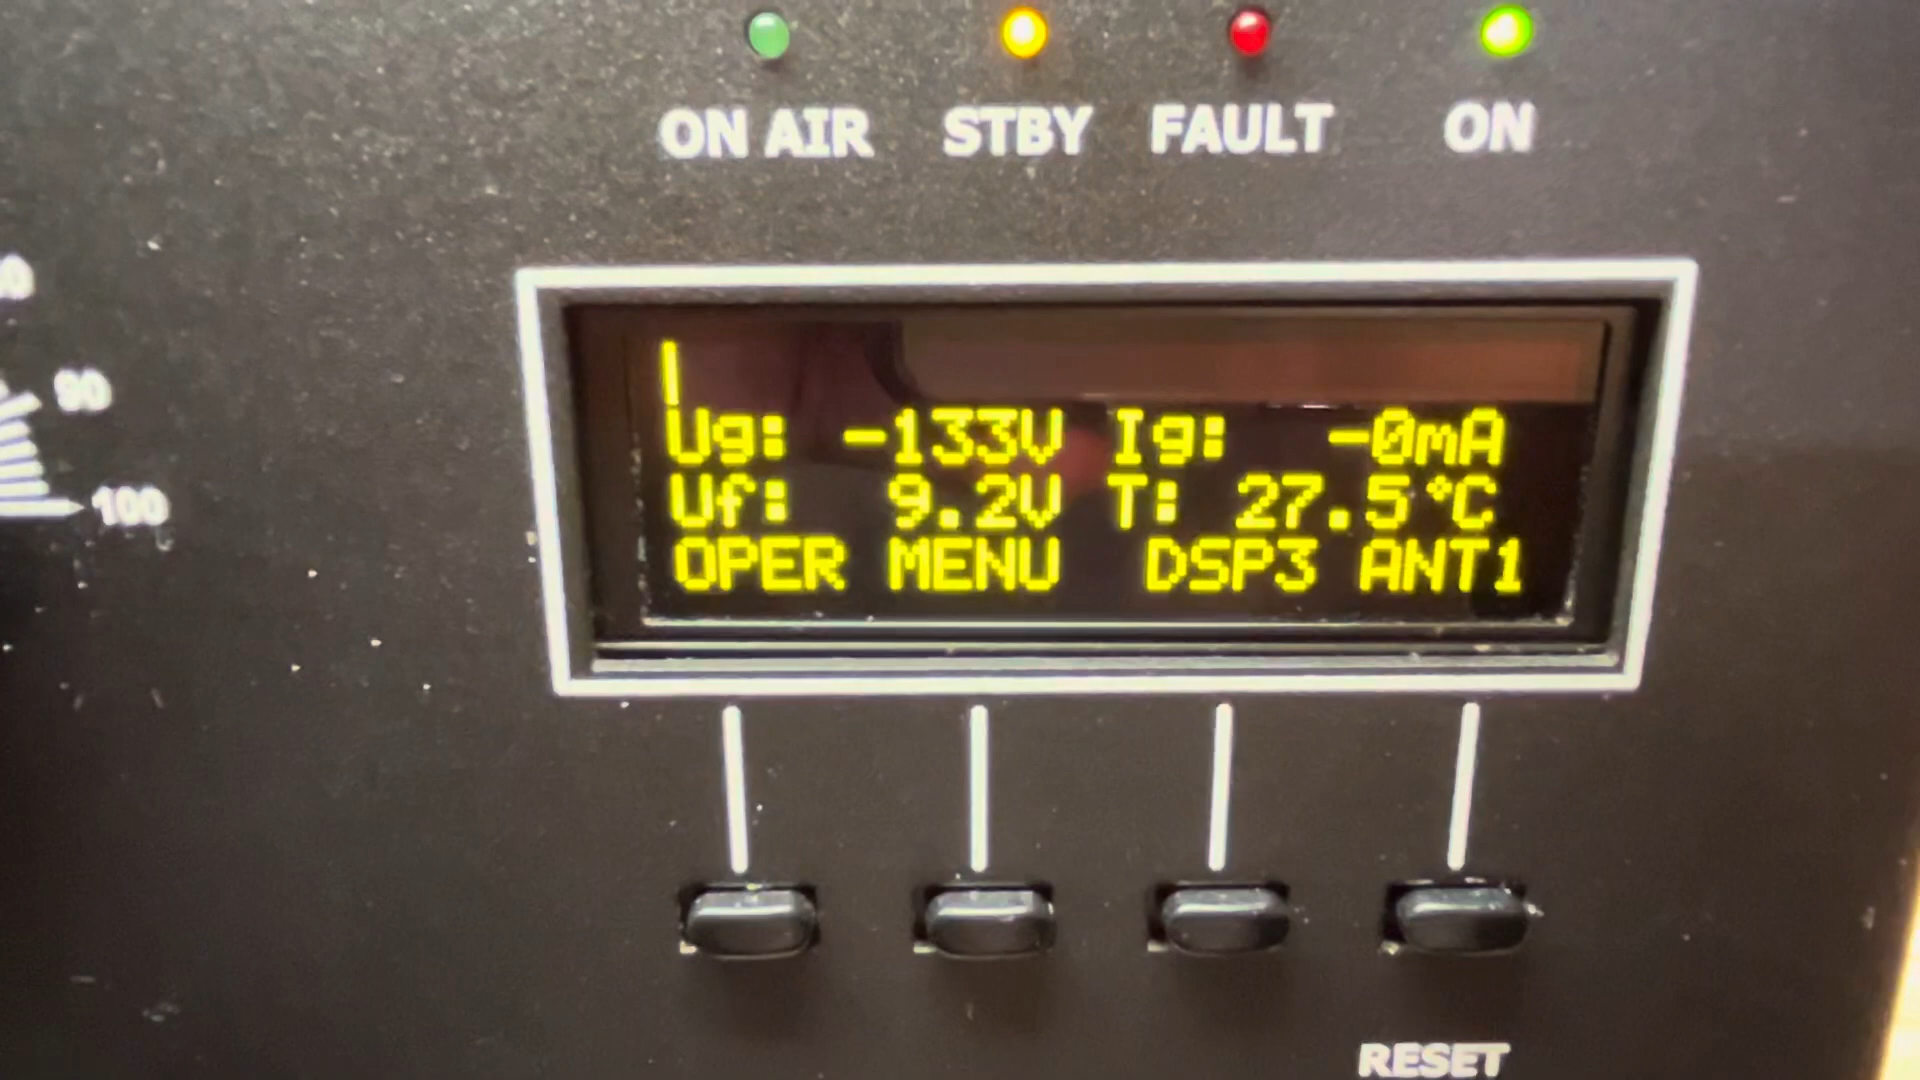 ON AIR STBY FAULT ON
90
100
Ug: -133V Ig: -0mA
Uf: 9.2V T: 27.5°C
OPER MENU DSP3 ANT1
RESET